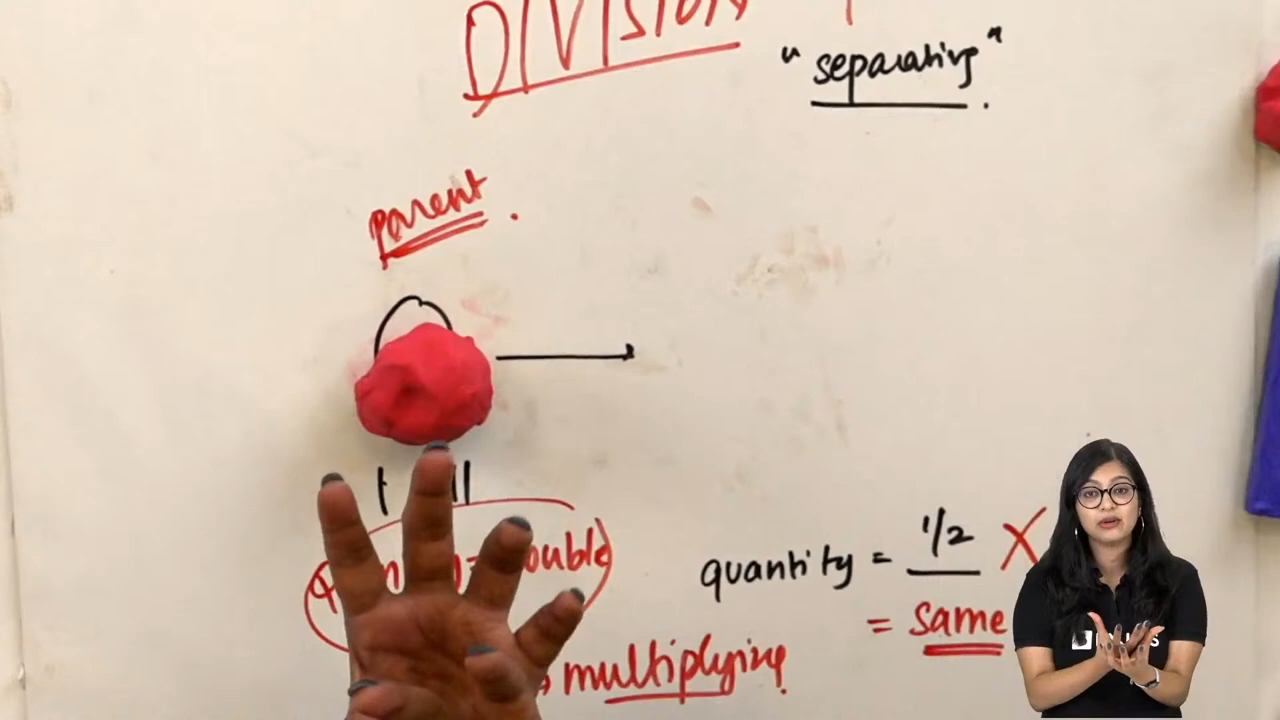 DIVISION
"separating".
parent.
quantity = 1/2 X
= same
multiplying